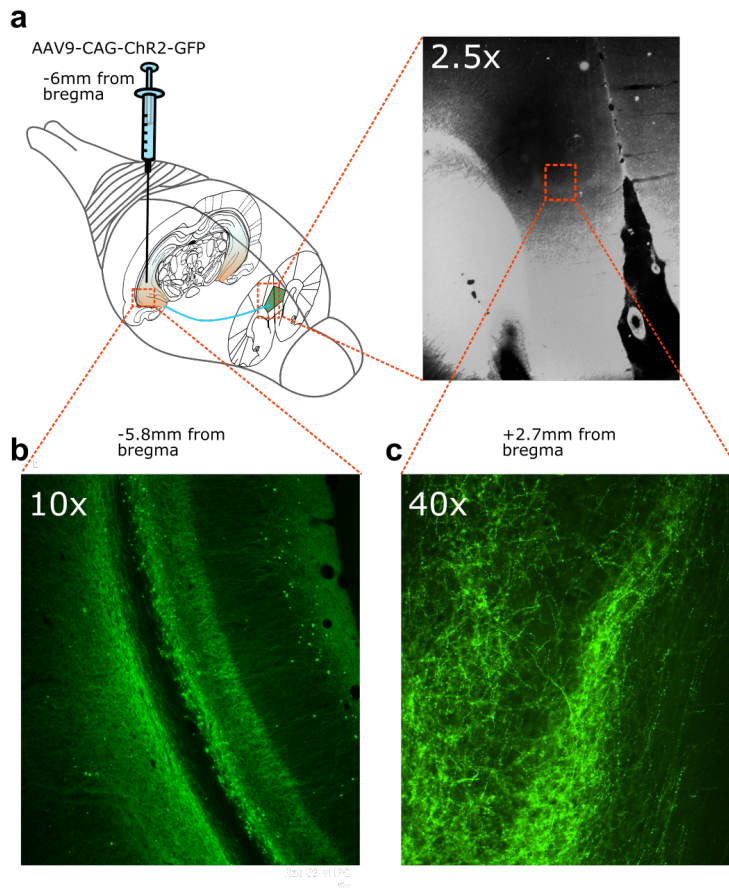 a
AAV9-CAG-ChR2-GFP
-6mm from
bregma
2.5x
-5.8mm from
bregma
+2.7mm from
bregma
b
c
10x
40x